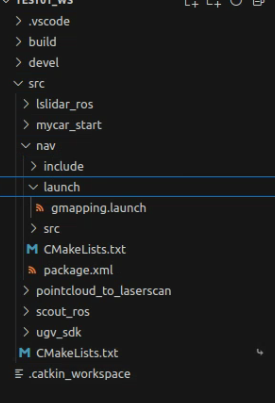 TEST01_WS
.vscode
build
devel
src
lslidar_ros
mycar_start
nav
include
launch
gmapping.launch
src
CMakeLists.txt
package.xml
pointcloud_to_laserscan
scout_ros
ugv_sdk
CMakeLists.txt
.catkin_workspace